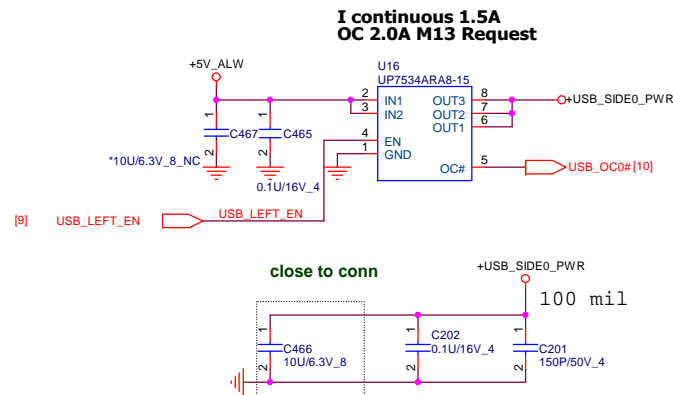 I continuous 1.5A
OC 2.0A M13 Request
+5V_ALW
U16
UP7534ARA8-15
2 IN1 OUT3 8 +USB_SIDE0_PWR
3 IN2 OUT2 7
OUT1 6
4 EN
1 GND
OC# 5 USB_OC0# [10]
1 1
C467 C465
2 2
*10U/6.3V_8_NC
0.1U/16V_4
[9] USB_LEFT_EN USB_LEFT_EN
close to conn
+USB_SIDE0_PWR
100 mil
1 1 1
C466 C202 C201
10U/6.3V_8 0.1U/16V_4 150P/50V_4
2 2 2